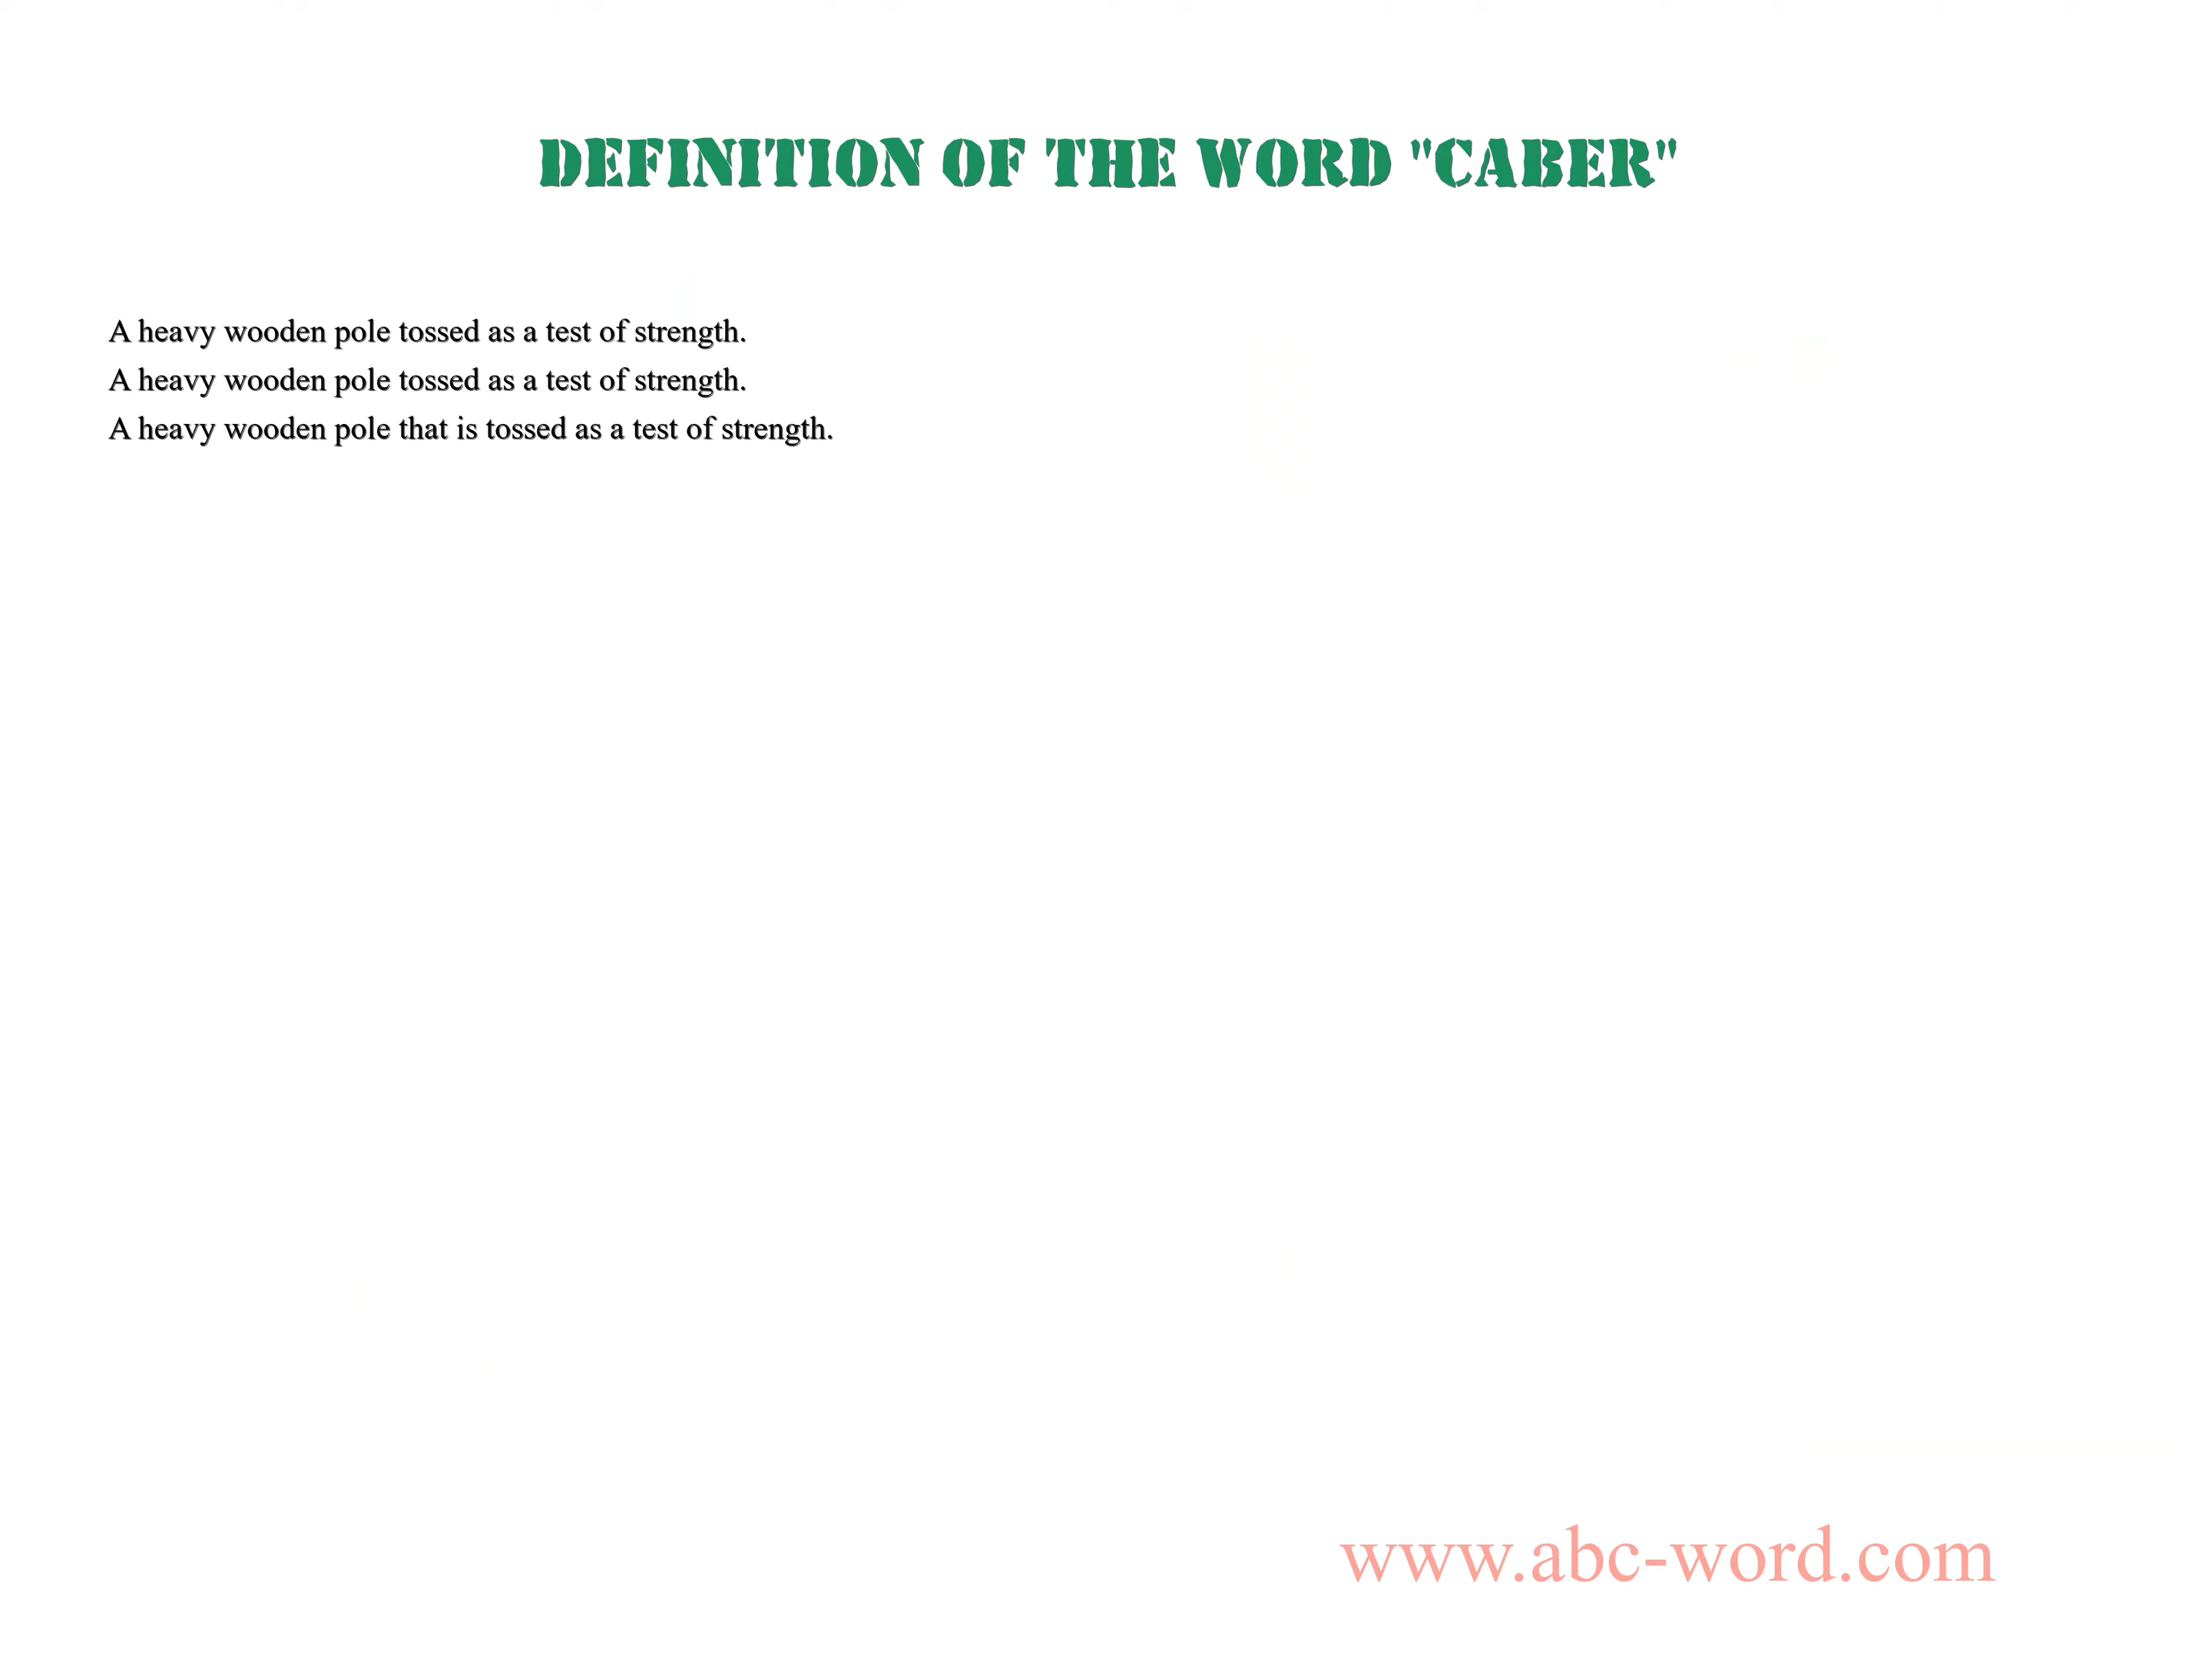 DEFINITION OF THE WORD "CABER"
A heavy wooden pole tossed as a test of strength.
A heavy wooden pole tossed as a test of strength.
A heavy wooden pole that is tossed as a test of strength.
www.abc-word.com